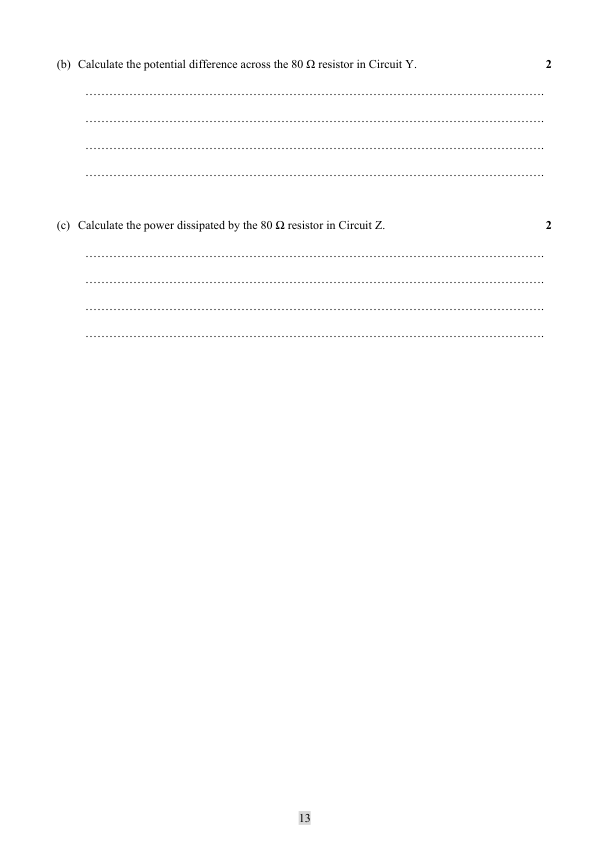 (b) Calculate the potential difference across the 80 Ω resistor in Circuit Y. 2
(c) Calculate the power dissipated by the 80 Ω resistor in Circuit Z. 2
13